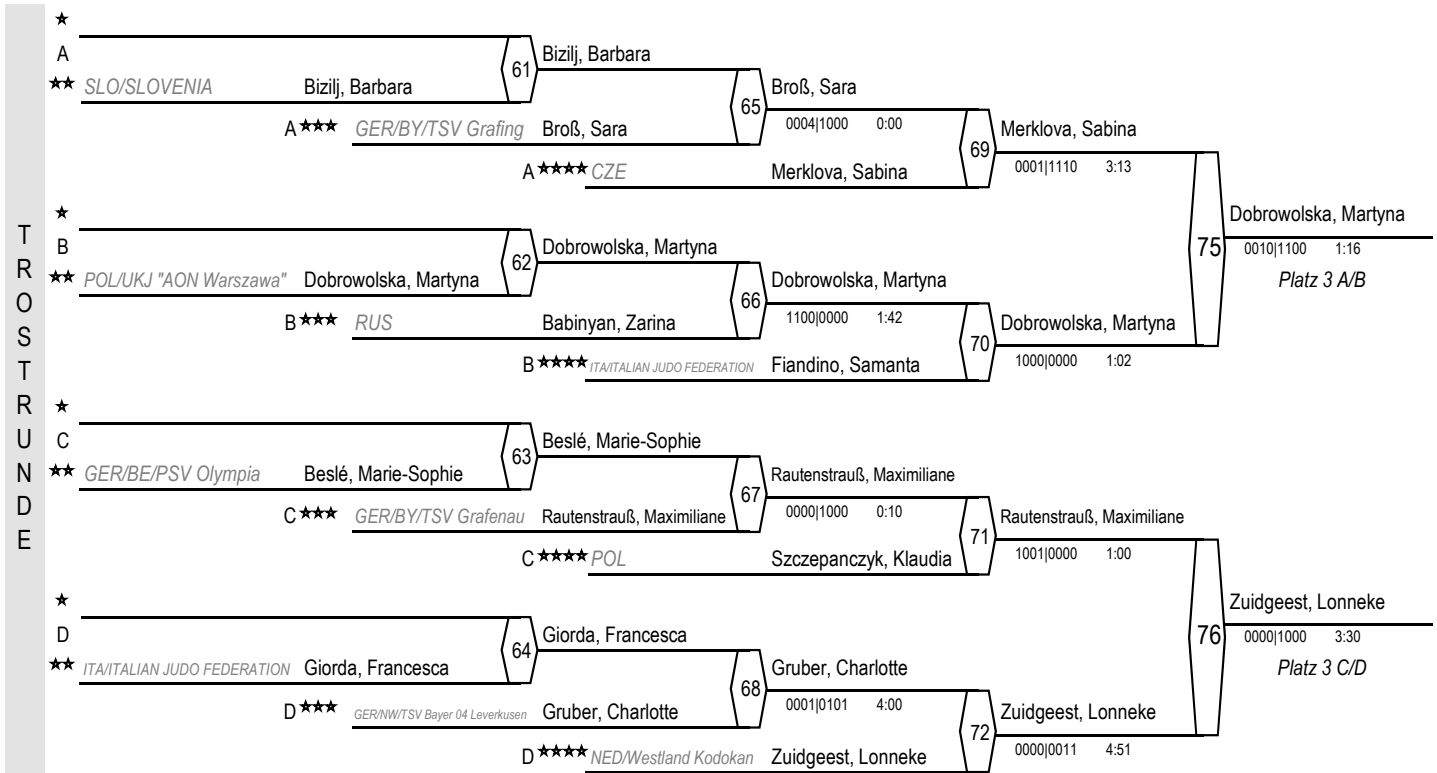 TROSTRUNDE
★
A
★★ SLO/SLOVENIA Bizilj, Barbara
61
Bizilj, Barbara
A ★★★ GER/BY/TSV Grafing Broß, Sara
65
Broß, Sara
0004|1000 0:00
A ★★★★ CZE Merklova, Sabina
69
Merklova, Sabina
0001|1110 3:13
★
B
★★ POL/UKJ "AON Warszawa" Dobrowolska, Martyna
62
Dobrowolska, Martyna
B ★★★ RUS Babinyan, Zarina
66
Dobrowolska, Martyna
1100|0000 1:42
B ★★★★ ITA/ITALIAN JUDO FEDERATION Fiandino, Samanta
70
Dobrowolska, Martyna
1000|0000 1:02
75
Dobrowolska, Martyna
0010|1100 1:16
Platz 3 A/B
★
C
★★ GER/BE/PSV Olympia Beslé, Marie-Sophie
63
Beslé, Marie-Sophie
C ★★★ GER/BY/TSV Grafenau Rautenstrauß, Maximiliane
67
Rautenstrauß, Maximiliane
0000|1000 0:10
C ★★★★ POL Szczepanczyk, Klaudia
71
Rautenstrauß, Maximiliane
1001|0000 1:00
★
D
★★ ITA/ITALIAN JUDO FEDERATION Giorda, Francesca
64
Giorda, Francesca
D ★★★ GER/NW/TSV Bayer 04 Leverkusen Gruber, Charlotte
68
Gruber, Charlotte
0001|0101 4:00
D ★★★★ NED/Westland Kodokan Zuidgeest, Lonneke
72
Zuidgeest, Lonneke
0000|0011 4:51
76
Zuidgeest, Lonneke
0000|1000 3:30
Platz 3 C/D